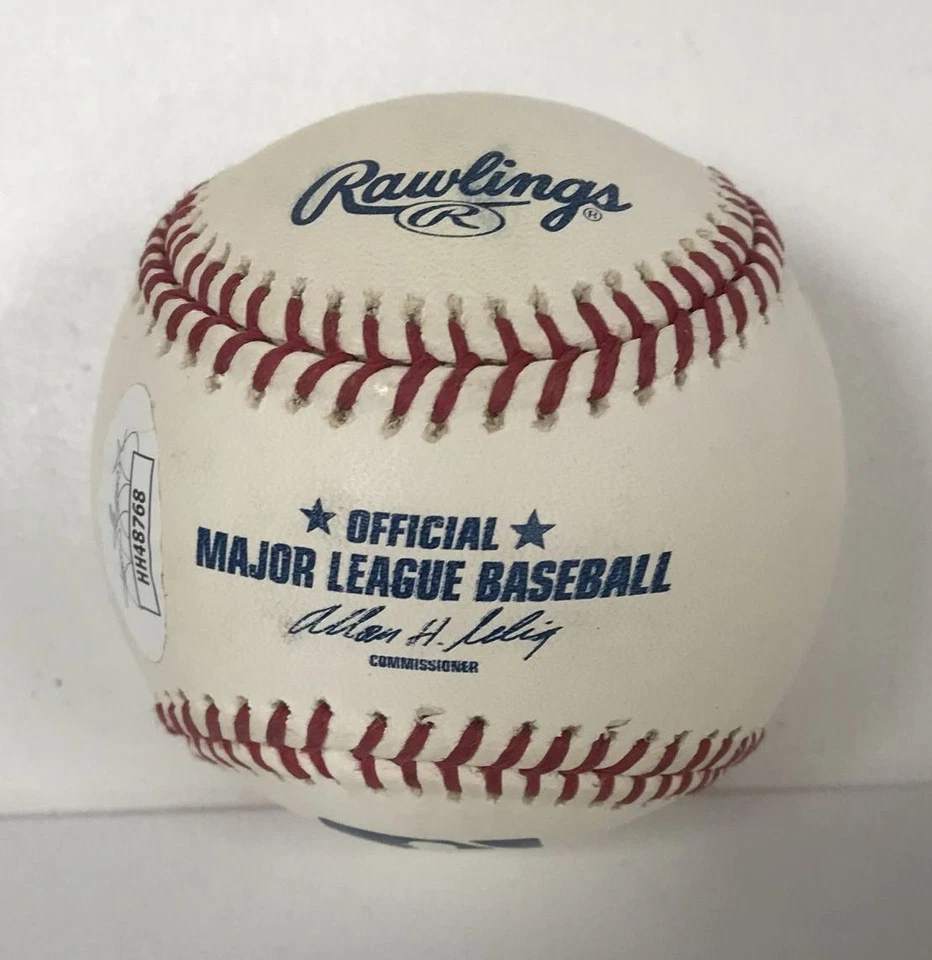 Rawlings®
R
★ OFFICIAL ★
MAJOR LEAGUE BASEBALL
Allan H. Selig
COMMISSIONER
HH48768